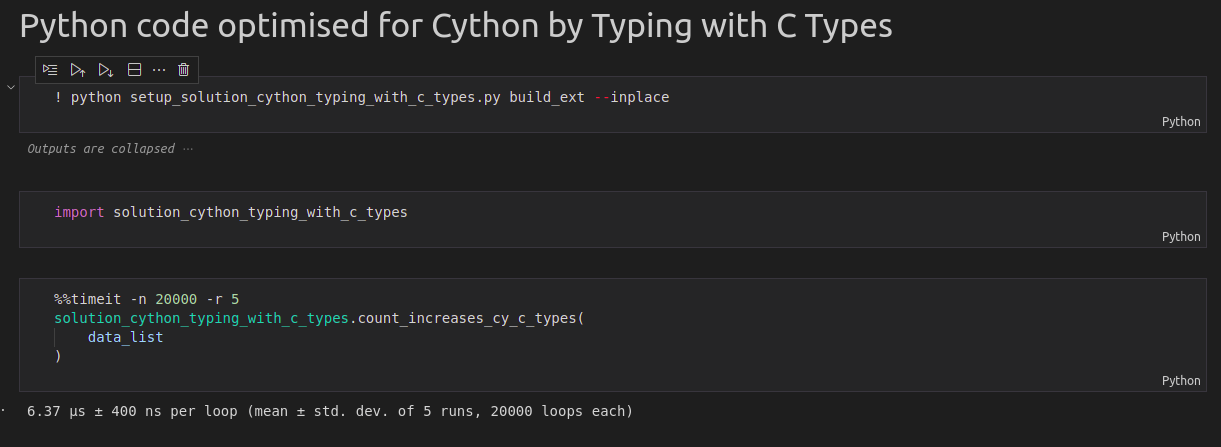 Python code optimised for Cython by Typing with C Types
! python setup_solution_cython_typing_with_c_types.py build_ext --inplace
Python
Outputs are collapsed ···
import solution_cython_typing_with_c_types
Python
%%timeit -n 20000 -r 5
solution_cython_typing_with_c_types.count_increases_cy_c_types(
    data_list
)
Python
6.37 µs ± 400 ns per loop (mean ± std. dev. of 5 runs, 20000 loops each)